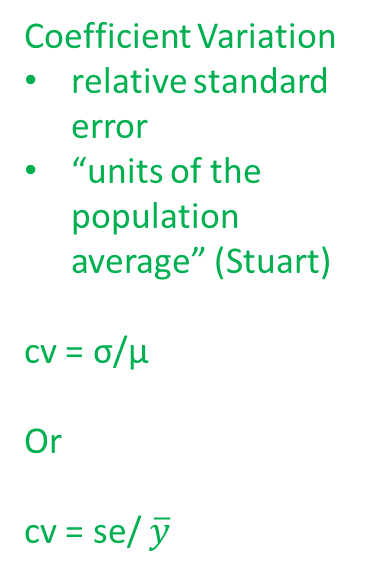 Coefficient Variation
• relative standard
error
• “units of the
population
average” (Stuart)
cv = σ/μ
Or
cv = se/ ȳ